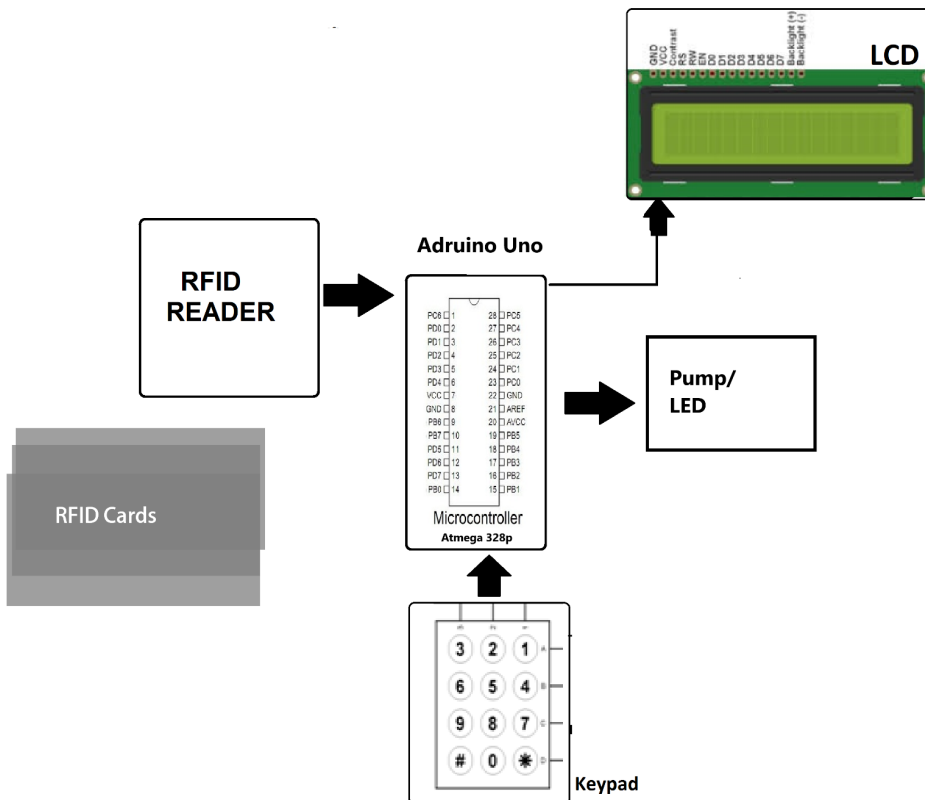 GND
VCC
Contrast
RS
RW
EN
D0
D1
D2
D3
D4
D5
D6
D7
Backlight (+)
Backlight (-)
LCD
RFID
READER
Adruino Uno
PC6 1 28 PC5
PD0 2 27 PC4
PD1 3 26 PC3
PD2 4 25 PC2
PD3 5 24 PC1
PD4 6 23 PC0
VCC 7 22 GND
GND 8 21 AREF
PB6 9 20 AVCC
PB7 10 19 PB5
PD5 11 18 PB4
PD6 12 17 PB3
PD7 13 16 PB2
PB0 14 15 PB1
Microcontroller
Atmega 328p
Pump/
LED
RFID Cards
3 2 1 A
6 5 4 B
9 8 7 C
# 0 * D
Keypad